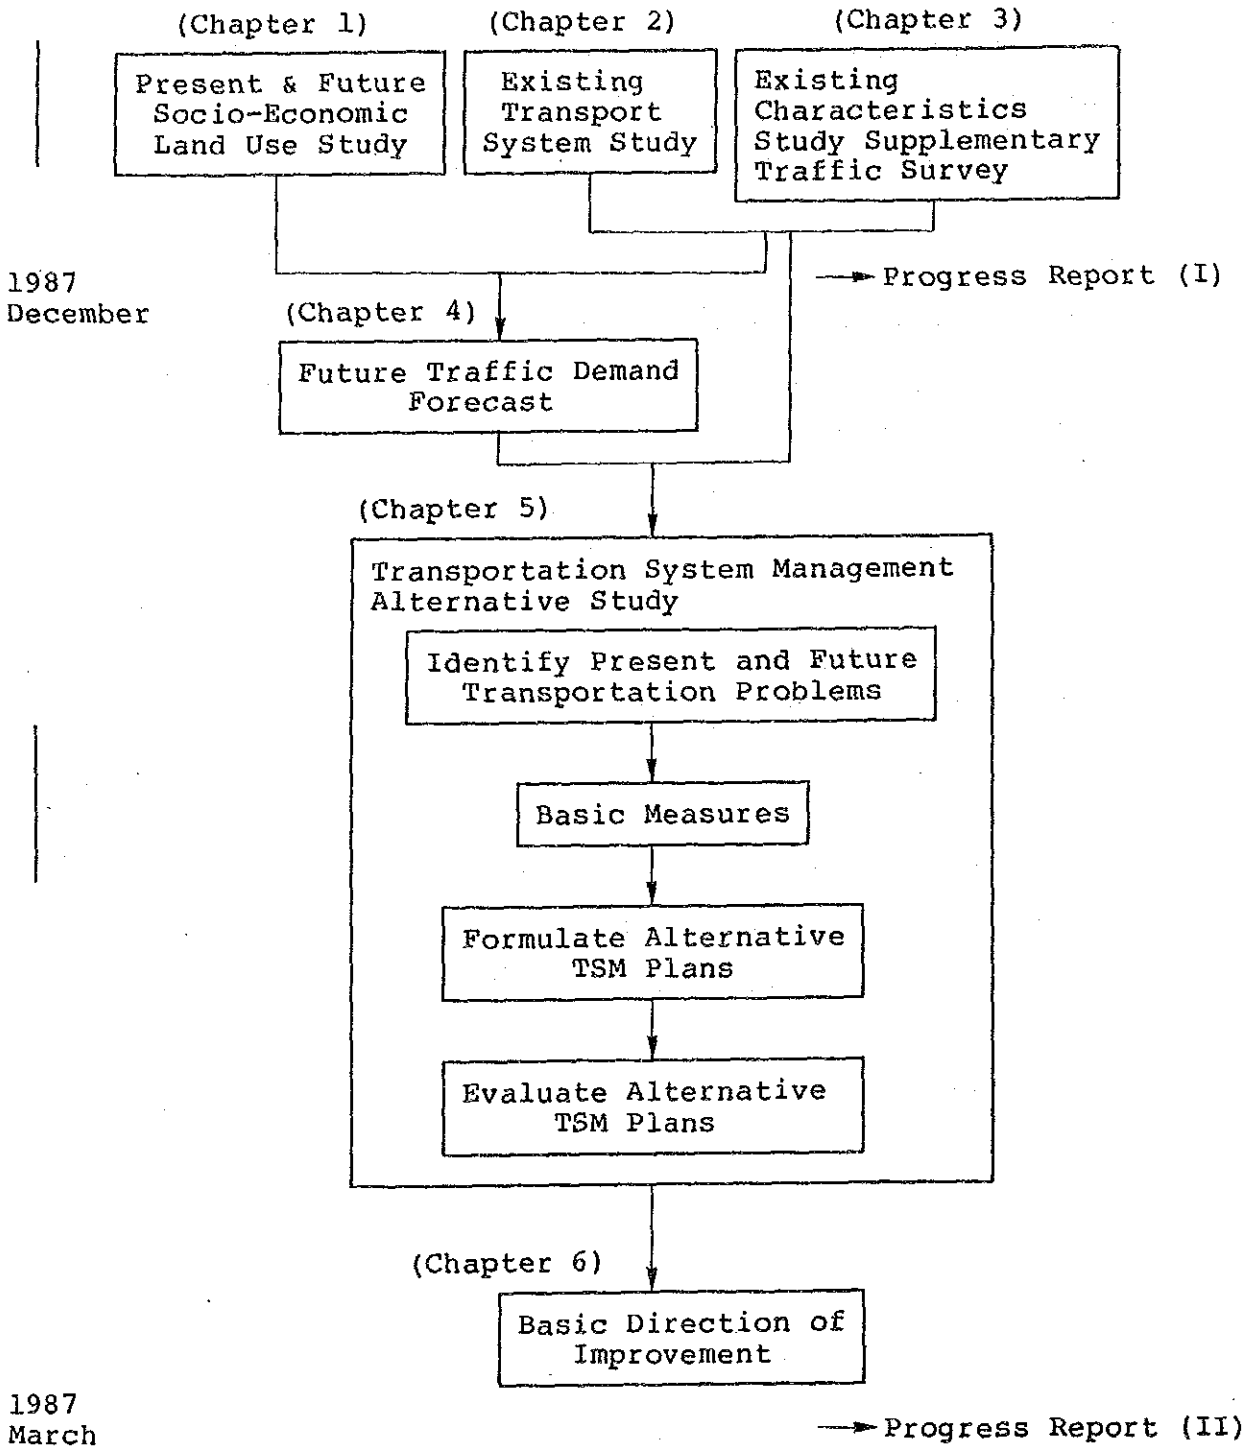 (Chapter 1)
(Chapter 2)
(Chapter 3)
Present & Future
Socio-Economic
Land Use Study
Existing
Transport
System Study
Existing
Characteristics
Study Supplementary
Traffic Survey
1987
December
Progress Report (I)
(Chapter 4)
Future Traffic Demand
Forecast
(Chapter 5)
Transportation System Management
Alternative Study
Identify Present and Future
Transportation Problems
Basic Measures
Formulate Alternative
TSM Plans
Evaluate Alternative
TSM Plans
(Chapter 6)
Basic Direction of
Improvement
1987
March
Progress Report (II)